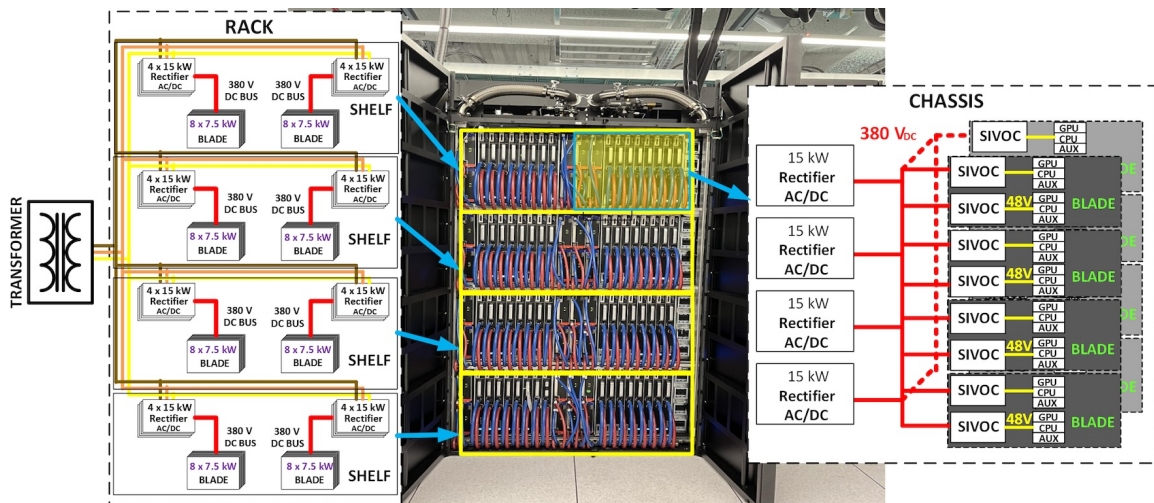 RACK
4 x 15 kW
Rectifier
AC/DC
380 V
DC BUS
380 V
DC BUS
4 x 15 kW
Rectifier
AC/DC
SHELF
8 x 7.5 kW
BLADE
8 x 7.5 kW
BLADE
4 x 15 kW
Rectifier
AC/DC
380 V
DC BUS
380 V
DC BUS
4 x 15 kW
Rectifier
AC/DC
8 x 7.5 kW
BLADE
8 x 7.5 kW
BLADE
SHELF
TRANSFORMER
4 x 15 kW
Rectifier
AC/DC
380 V
DC BUS
380 V
DC BUS
4 x 15 kW
Rectifier
AC/DC
8 x 7.5 kW
BLADE
8 x 7.5 kW
BLADE
SHELF
4 x 15 kW
Rectifier
AC/DC
380 V
DC BUS
380 V
DC BUS
4 x 15 kW
Rectifier
AC/DC
8 x 7.5 kW
BLADE
8 x 7.5 kW
BLADE
SHELF
CHASSIS
380 VDC
15 kW
Rectifier
AC/DC
15 kW
Rectifier
AC/DC
15 kW
Rectifier
AC/DC
15 kW
Rectifier
AC/DC
SIVOC
GPU
CPU
AUX
SIVOC
GPU
CPU
AUX
DE
BLADE
SIVOC
48V
GPU
CPU
AUX
SIVOC
GPU
CPU
AUX
DE
BLADE
SIVOC
48V
GPU
CPU
AUX
SIVOC
GPU
CPU
AUX
BLADE
SIVOC
48V
GPU
CPU
AUX
DE
SIVOC
GPU
CPU
AUX
BLADE
SIVOC
48V
GPU
CPU
AUX